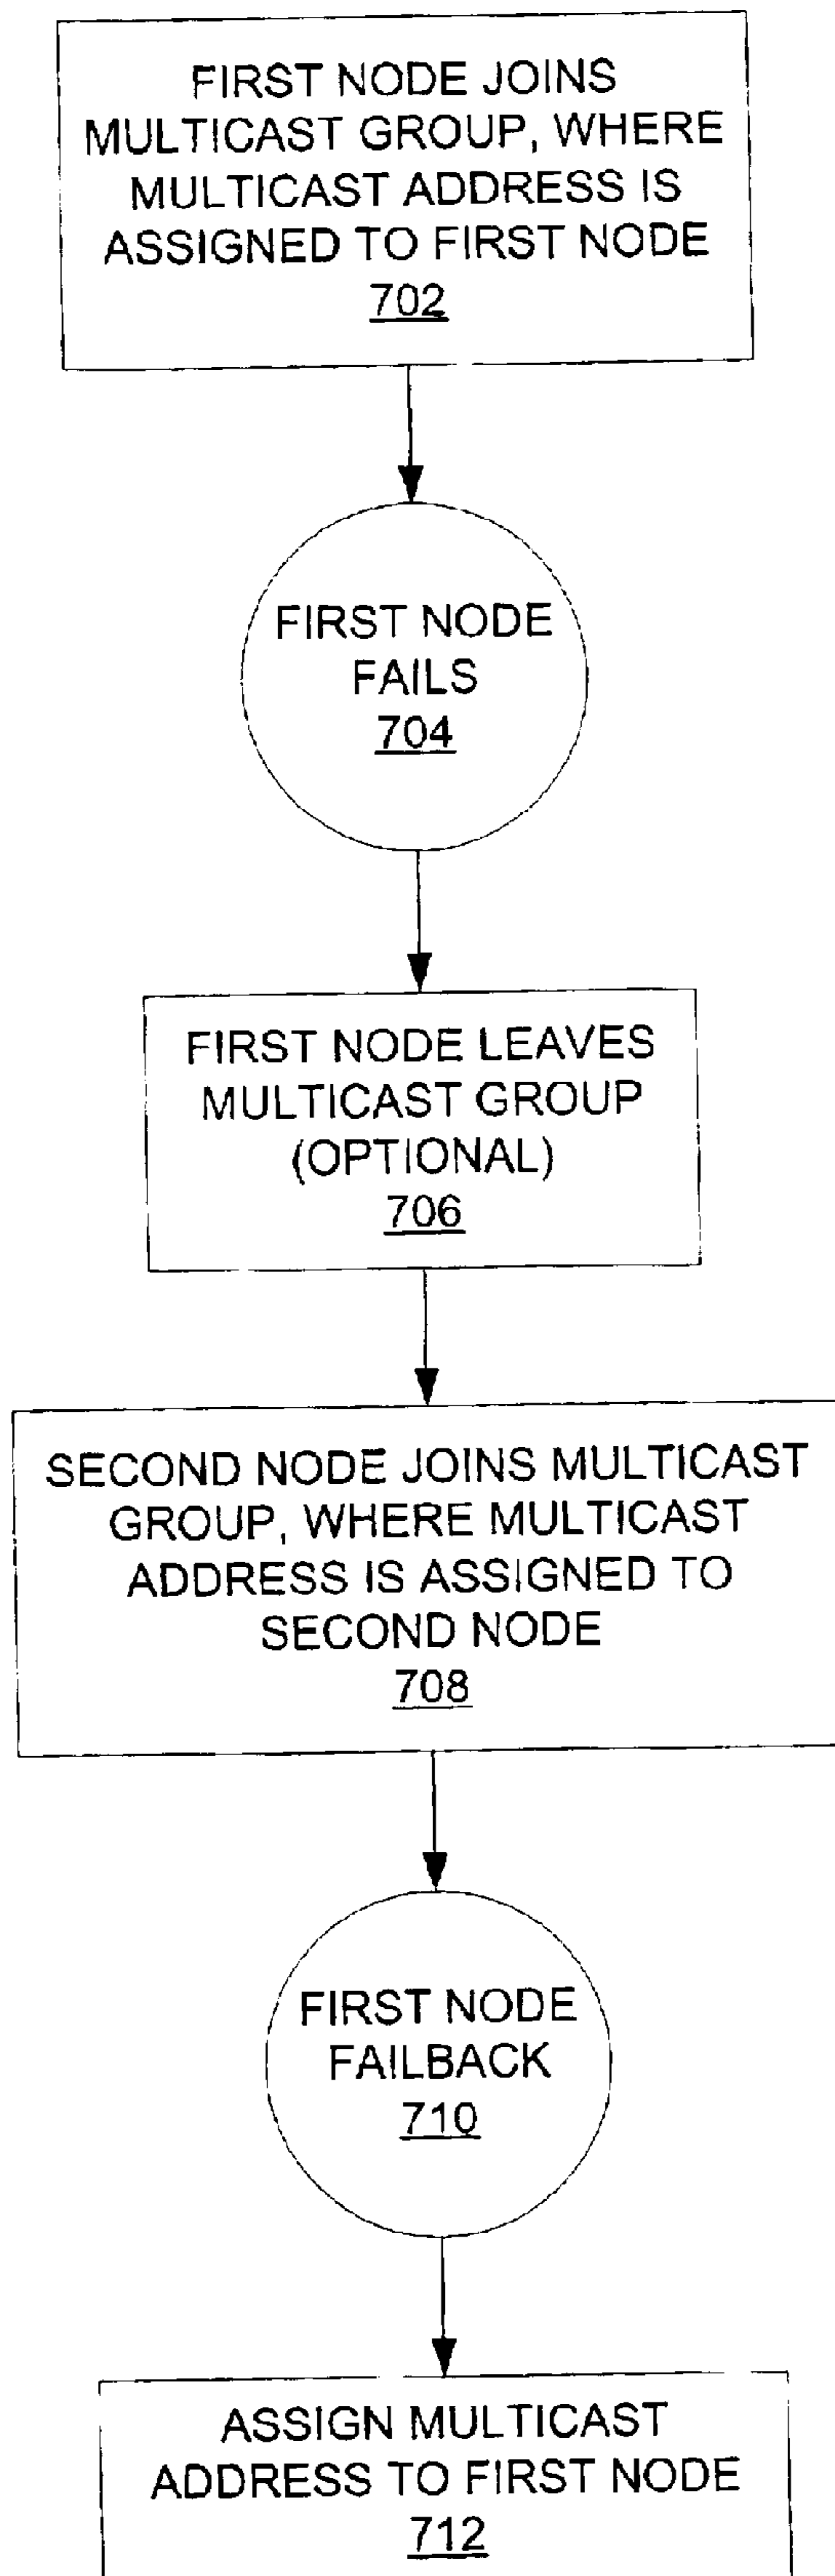 FIRST NODE JOINS
MULTICAST GROUP, WHERE
MULTICAST ADDRESS IS
ASSIGNED TO FIRST NODE
702
FIRST NODE
FAILS
704
FIRST NODE LEAVES
MULTICAST GROUP
(OPTIONAL)
706
SECOND NODE JOINS MULTICAST
GROUP, WHERE MULTICAST
ADDRESS IS ASSIGNED TO
SECOND NODE
708
FIRST NODE
FAILBACK
710
ASSIGN MULTICAST
ADDRESS TO FIRST NODE
712